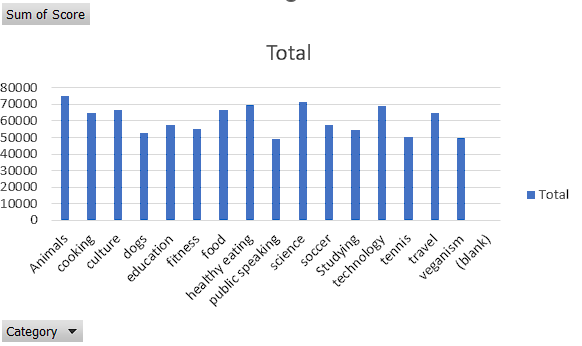 Sum of Score
Total
80000
70000
60000
50000
40000
30000
20000
10000
0
Animals
cooking
culture
dogs
education
fitness
food
healthy eating
public speaking
science
soccer
Studying
technology
tennis
travel
veganism
(blank)
Total
Category